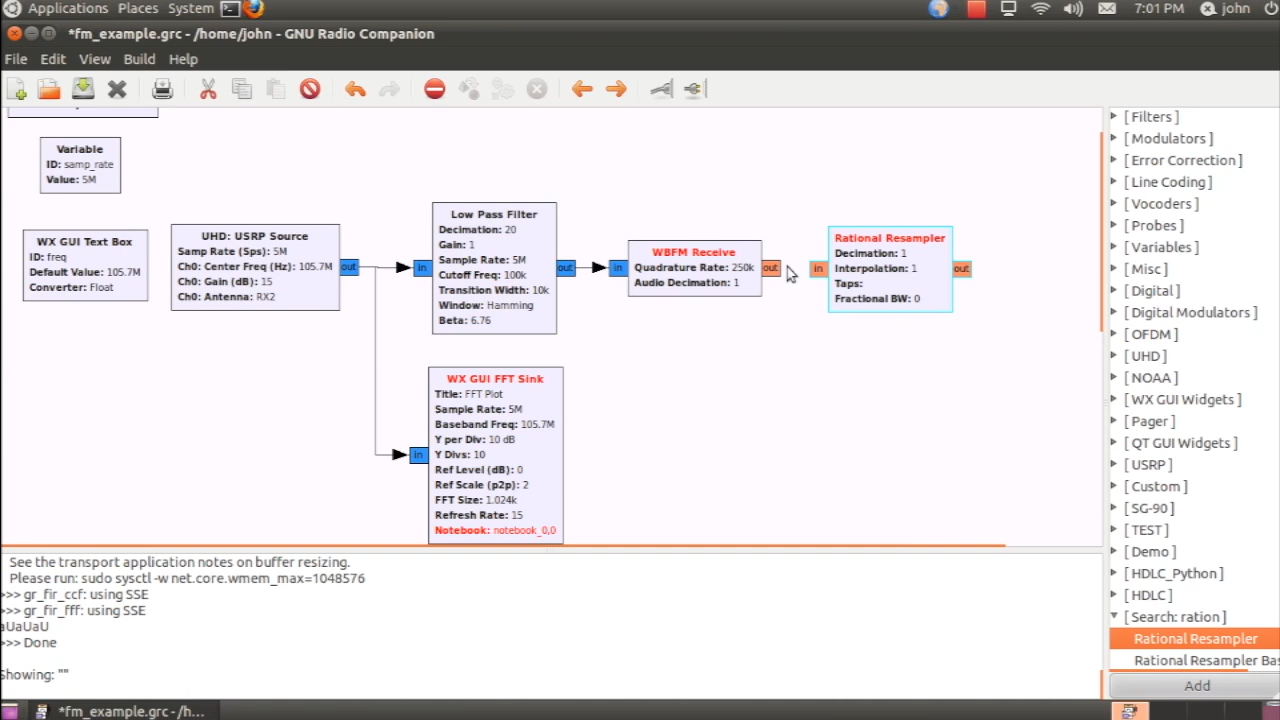 Applications Places System
7:01 PM
john
*fm_example.grc - /home/john - GNU Radio Companion
File Edit View Build Help
Variable
ID: samp_rate
Value: 5M
WX GUI Text Box
ID: freq
Default Value: 105.7M
Converter: Float
UHD: USRP Source
Samp Rate (Sps): 5M
Ch0: Center Freq (Hz): 105.7M
Ch0: Gain (dB): 15
Ch0: Antenna: RX2
out
in
Low Pass Filter
Decimation: 20
Gain: 1
Sample Rate: 5M
Cutoff Freq: 100k
Transition Width: 10k
Window: Hamming
Beta: 6.76
out
in
WBFM Receive
Quadrature Rate: 250k
Audio Decimation: 1
out
in
Rational Resampler
Decimation: 1
Interpolation: 1
Taps:
Fractional BW: 0
out
in
WX GUI FFT Sink
Title: FFT Plot
Sample Rate: 5M
Baseband Freq: 105.7M
Y per Div: 10 dB
Y Divs: 10
Ref Level (dB): 0
Ref Scale (p2p): 2
FFT Size: 1.024k
Refresh Rate: 15
Notebook: notebook_0,0
[ Filters ]
[ Modulators ]
[ Error Correction ]
[ Line Coding ]
[ Vocoders ]
[ Probes ]
[ Variables ]
[ Misc ]
[ Digital ]
[ Digital Modulators ]
[ OFDM ]
[ UHD ]
[ NOAA ]
[ WX GUI Widgets ]
[ Pager ]
[ QT GUI Widgets ]
[ USRP ]
[ Custom ]
[ SG-90 ]
[ TEST ]
[ Demo ]
[ HDLC_Python ]
[ HDLC ]
[ Search: ration ]
Rational Resampler
Rational Resampler Bas
Add
See the transport application notes on buffer resizing.
Please run: sudo sysctl -w net.core.wmem_max=1048576
>>> gr_fir_ccf: using SSE
>>> gr_fir_fff: using SSE
aUaUaU
>>> Done
Showing: ""
*fm_example.grc - /h...